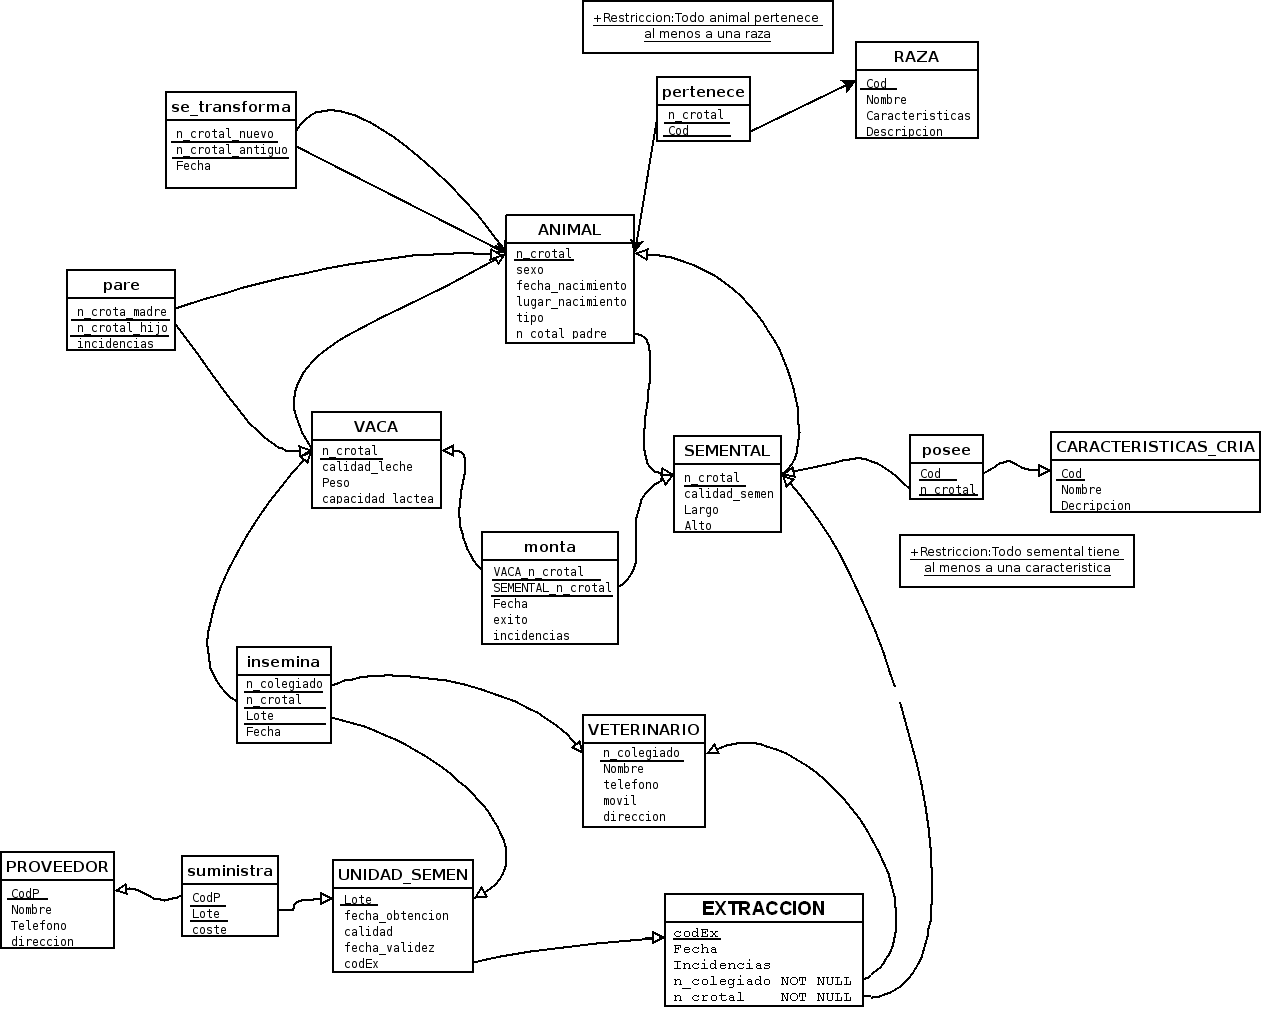 +Restriccion:Todo animal pertenece
al menos a una raza
RAZA
Cod
Nombre
Caracteristicas
Descripcion
pertenece
n_crotal
Cod
se_transforma
n_crotal_nuevo
n_crotal_antiguo
Fecha
ANIMAL
n_crotal
sexo
fecha_nacimiento
lugar_nacimiento
tipo
n_cotal_padre
pare
n_crota_madre
n_crotal_hijo
incidencias
VACA
n_crotal
calidad_leche
Peso
capacidad_lactea
SEMENTAL
n_crotal
calidad_semen
Largo
Alto
posee
Cod
n_crotal
CARACTERISTICAS_CRIA
Cod
Nombre
Decripcion
+Restriccion:Todo semental tiene
al menos a una caracteristica
monta
VACA_n_crotal
SEMENTAL_n_crotal
Fecha
exito
incidencias
insemina
n_colegiado
n_crotal
Lote
Fecha
VETERINARIO
n_colegiado
Nombre
telefono
movil
direccion
PROVEEDOR
CodP
Nombre
Telefono
direccion
suministra
CodP
Lote
coste
UNIDAD_SEMEN
Lote
fecha_obtencion
calidad
fecha_validez
codEx
EXTRACCION
codEx
Fecha
Incidencias
n_colegiado NOT NULL
n_crotal NOT NULL